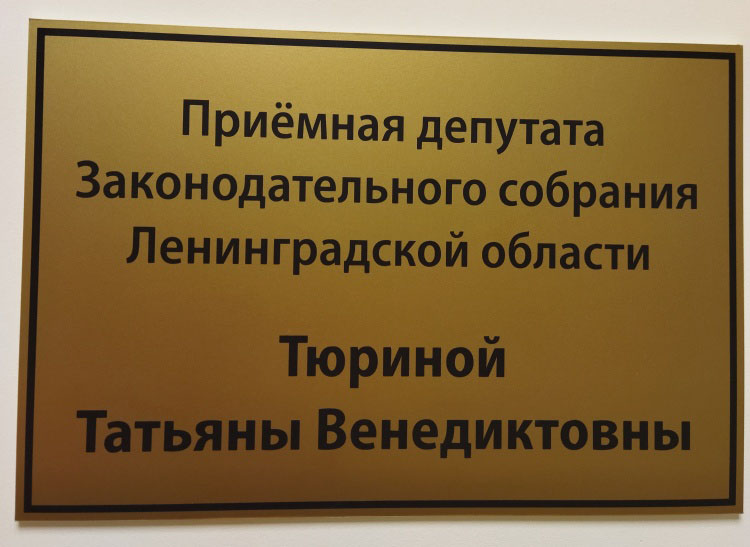 Приёмная депутата
Законодательного собрания
Ленинградской области
Тюриной
Татьяны Венедиктовны